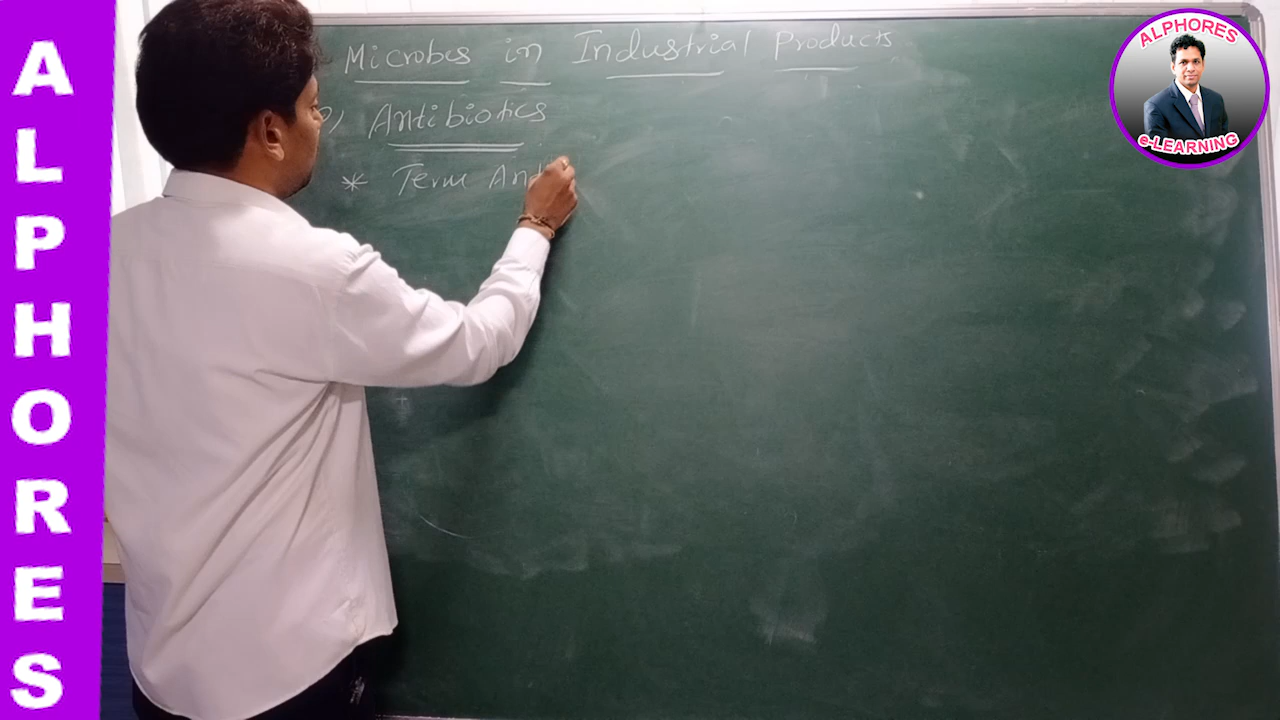 ALPHORES
Microbes in Industrial Products
) Antibiotics
* Term Ant
ALPHORES
e-LEARNING